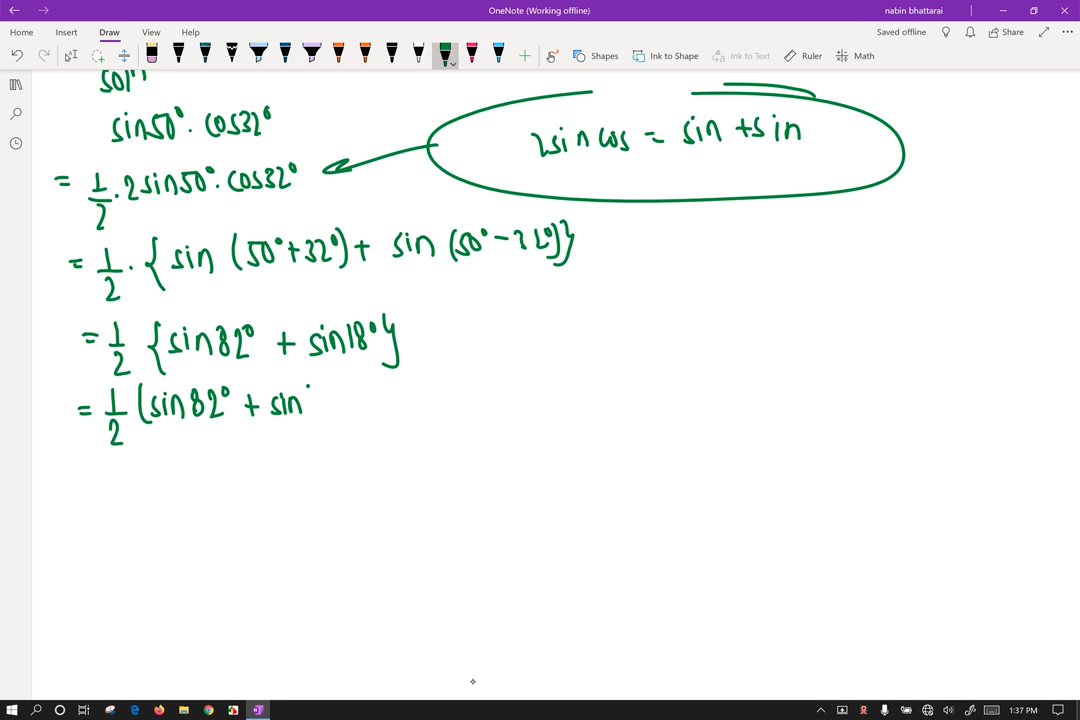 OneNote (Working offline)
nabin bhattarai
Home Insert Draw View Help
Saved offline
Share
Shapes
Ink to Shape
Ink to Text
Ruler
Math
sin50°. cos32°
2sin cos = sin + sin
= 1/2 . 2sin50°. cos32°
= 1/2 . { sin (50°+32°) + sin (50°-32°)}
= 1/2 { sin82° + sin18° }
= 1/2 (sin82° + sin
1:37 PM